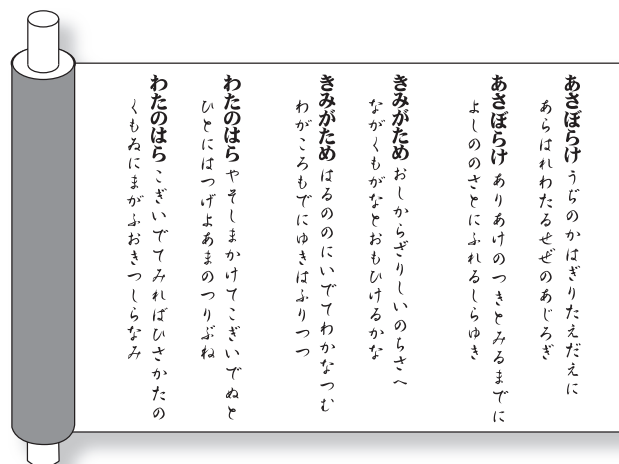 あさぼらけ うぢのかはぎりたえだえに
あらはれわたるせぜのあじろぎ
あさぼらけ ありあけのつきとみるまでに
よしののさとにふれるしらゆき
きみがため おしからざりしいのちさへ
ながくもがなとおもひけるかな
きみがため はるののにいでてわかなつむ
わがころもでにゆきはふりつつ
わたのはら やそしまかけてこぎいでぬと
ひとにはつげよあまのつりぶね
わたのはら こぎいでてみればひさかたの
くもゐにまがふおきつしらなみ